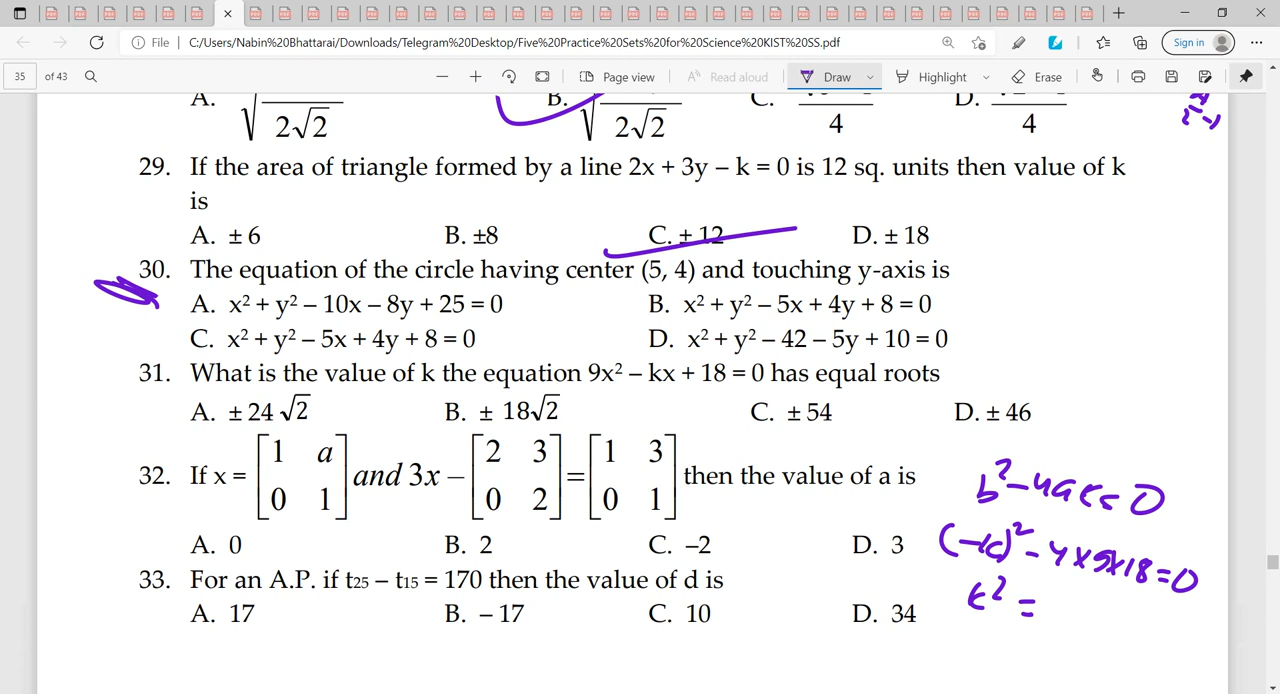 File C:/Users/Nabin%20Bhattarai/Downloads/Telegram%20Desktop/Five%20Practice%20Sets%20for%20Science%20KIST%20SS.pdf Sign in
35 of 43 Page view Read aloud Draw Highlight Erase
A. 2√2 B. 2√2 C. 4 D. 4
29. If the area of triangle formed by a line 2x + 3y – k = 0 is 12 sq. units then value of k
is
A. ± 6 B. ±8 C. ± 12 D. ± 18
30. The equation of the circle having center (5, 4) and touching y-axis is
A. x² + y² – 10x – 8y + 25 = 0 B. x² + y² – 5x + 4y + 8 = 0
C. x² + y² – 5x + 4y + 8 = 0 D. x² + y² – 42 – 5y + 10 = 0
31. What is the value of k the equation 9x² – kx + 18 = 0 has equal roots
A. ± 24 √2 B. ± 18√2 C. ± 54 D. ± 46
32. If x = [1 a 0 1] and 3x – [2 3 0 2] = [1 3 0 1] then the value of a is
b² – 4ac = 0
A. 0 B. 2 C. –2 D. 3
(–k)² – 4×9×18 = 0
33. For an A.P. if t₂₅ – t₁₅ = 170 then the value of d is
k² =
A. 17 B. – 17 C. 10 D. 34